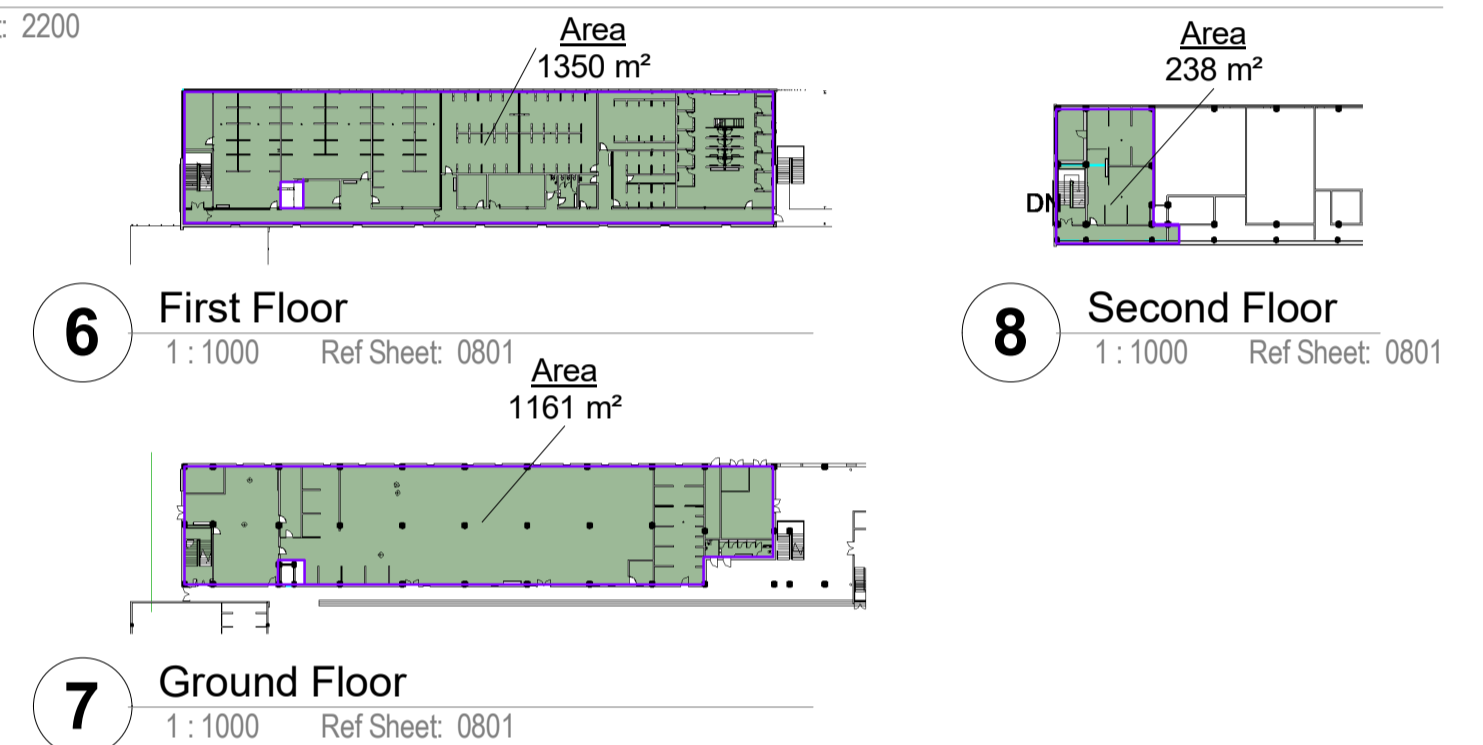 2200
Area
1350 m²
6
First Floor
1 : 1000 Ref Sheet: 0801
Area
238 m²
DN
8
Second Floor
1 : 1000 Ref Sheet: 0801
Area
1161 m²
7
Ground Floor
1 : 1000 Ref Sheet: 0801